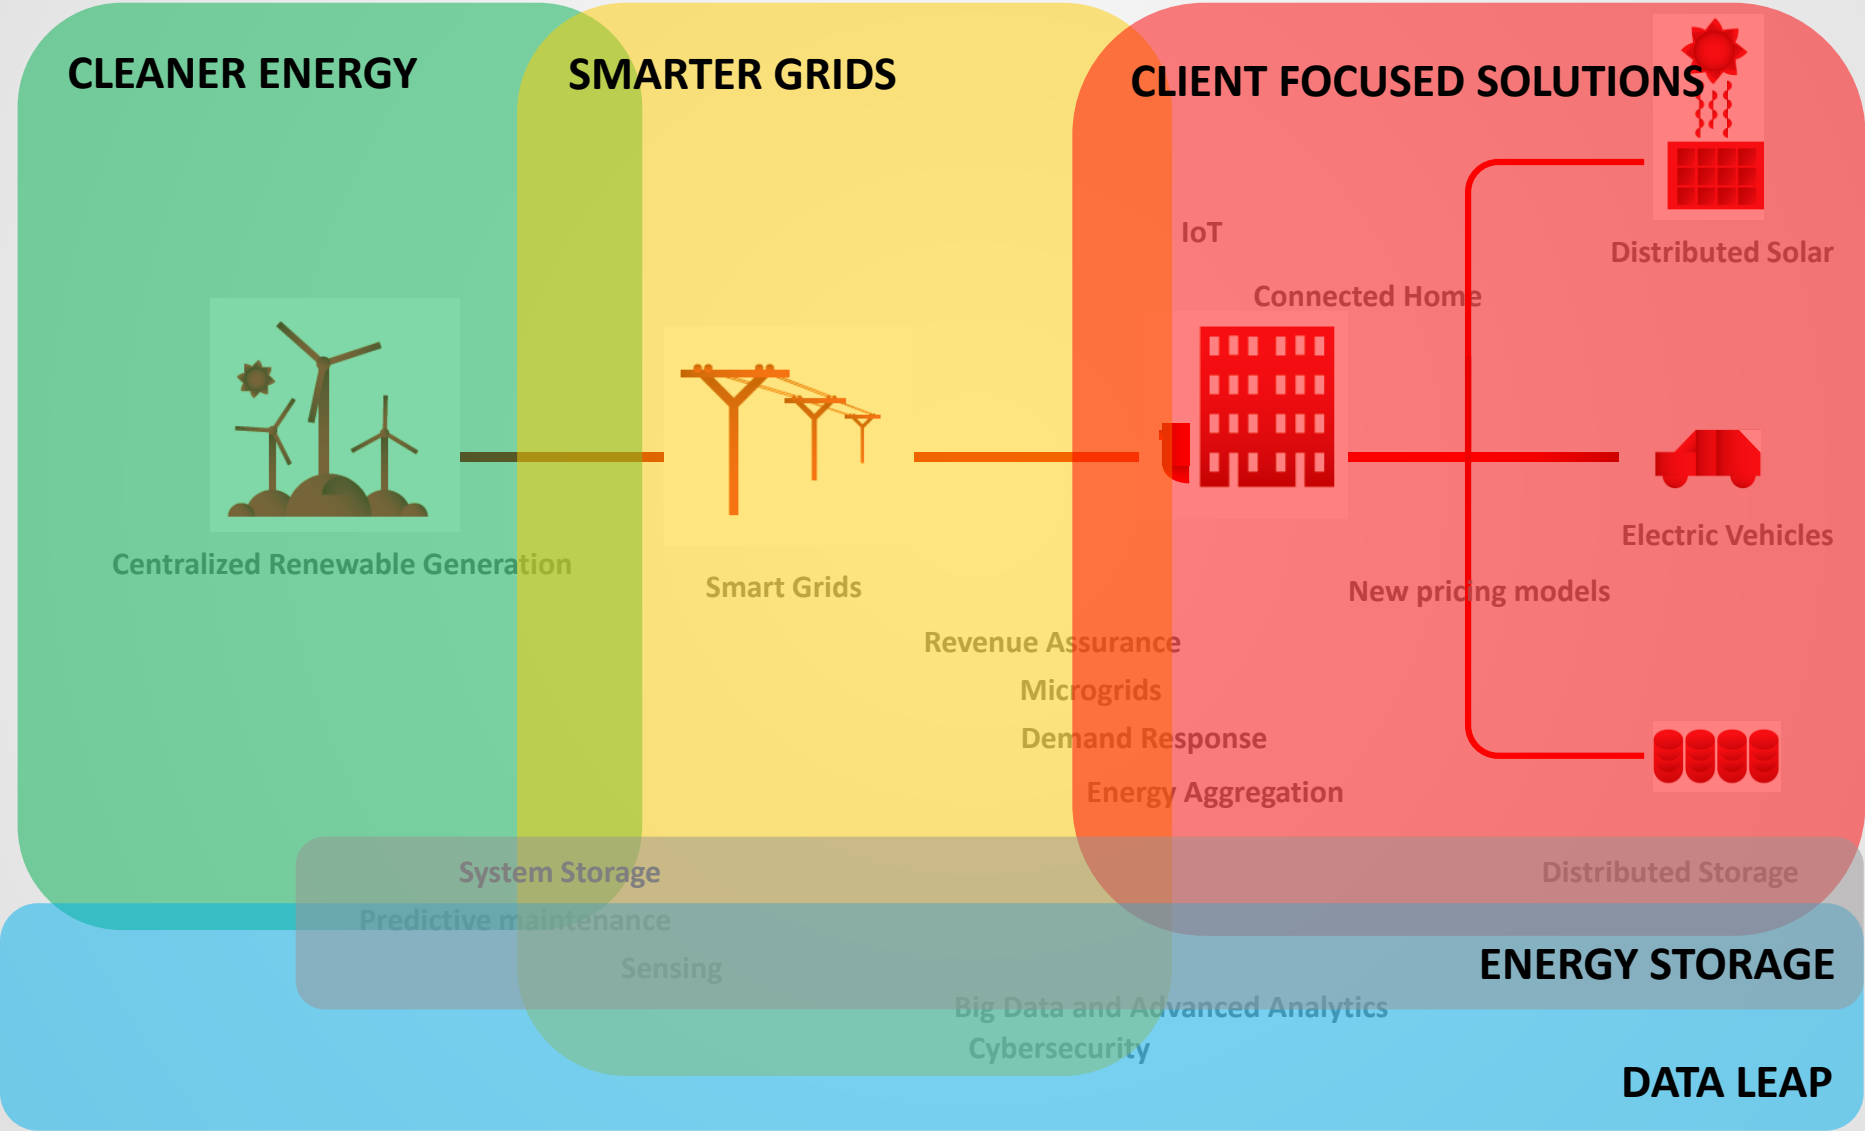 CLEANER ENERGY
SMARTER GRIDS
CLIENT FOCUSED SOLUTIONS
IoT
Distributed Solar
Connected Home
Electric Vehicles
Centralized Renewable Generation
Smart Grids
New pricing models
Revenue Assurance
Microgrids
Demand Response
Energy Aggregation
System Storage
Distributed Storage
Predictive maintenance
Sensing
ENERGY STORAGE
Big Data and Advanced Analytics
Cybersecurity
DATA LEAP